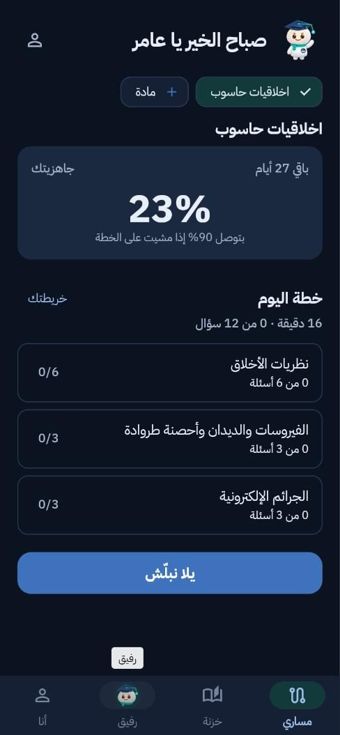 صباح الخير يا عامر
اخلاقيات حاسوب
+ مادة
اخلاقيات حاسوب
باقي 27 أيام
جاهزيتك
23%
بتوصل 90% إذا مشيت على الخطة
خطة اليوم
خريطتك
16 دقيقة · 0 من 12 سؤال
نظريات الأخلاق
0 من 6 أسئلة
0/6
الفيروسات والديدان وأحصنة طروادة
0 من 3 أسئلة
0/3
الجرائم الإلكترونية
0 من 3 أسئلة
0/3
يلا نبلّش
رفيق
مساري
خزنة
رفيق
أنا